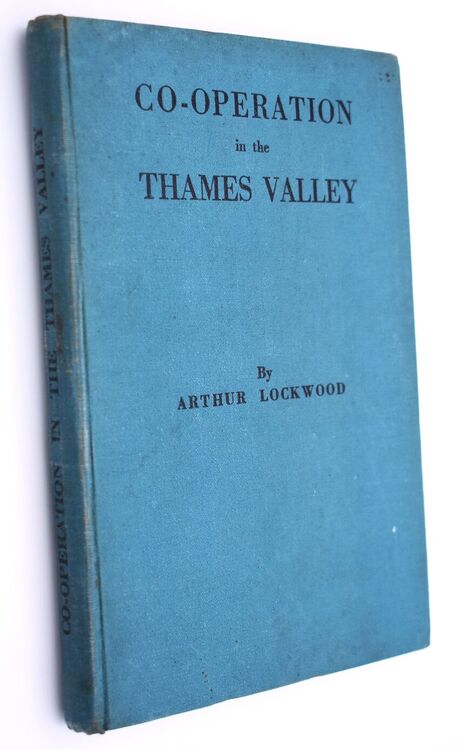 CO-OPERATION
in the
THAMES VALLEY
By
ARTHUR LOCKWOOD
CO-OPERATION IN THE THAMES VALLEY